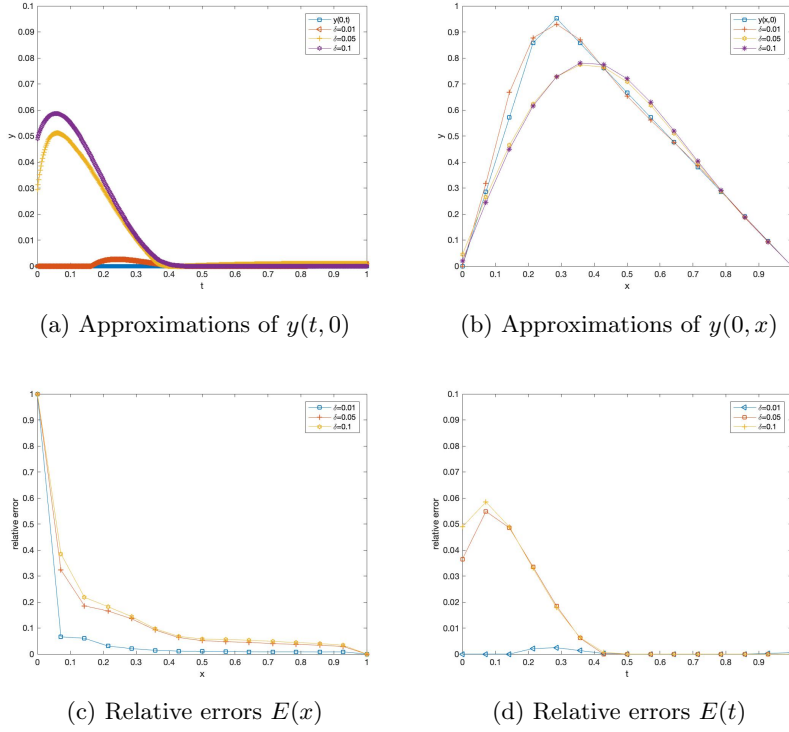 0.1
0.09
0.08
0.07
0.06
0.05
0.04
0.03
0.02
0.01
0
y
0 0.1 0.2 0.3 0.4 0.5 0.6 0.7 0.8 0.9 1
t
y(0,t)
δ=0.01
δ=0.05
δ=0.1
(a) Approximations of y(t, 0)
1
0.9
0.8
0.7
0.6
0.5
0.4
0.3
0.2
0.1
0
y
0 0.1 0.2 0.3 0.4 0.5 0.6 0.7 0.8 0.9
x
y(x,0)
δ=0.01
δ=0.05
δ=0.1
(b) Approximations of y(0, x)
1
0.9
0.8
0.7
0.6
0.5
0.4
0.3
0.2
0.1
0
relative error
0 0.1 0.2 0.3 0.4 0.5 0.6 0.7 0.8 0.9 1
x
δ=0.01
δ=0.05
δ=0.1
(c) Relative errors E(x)
0.1
0.09
0.08
0.07
0.06
0.05
0.04
0.03
0.02
0.01
0
relative error
0 0.1 0.2 0.3 0.4 0.5 0.6 0.7 0.8 0.9
t
δ=0.01
δ=0.05
δ=0.1
(d) Relative errors E(t)